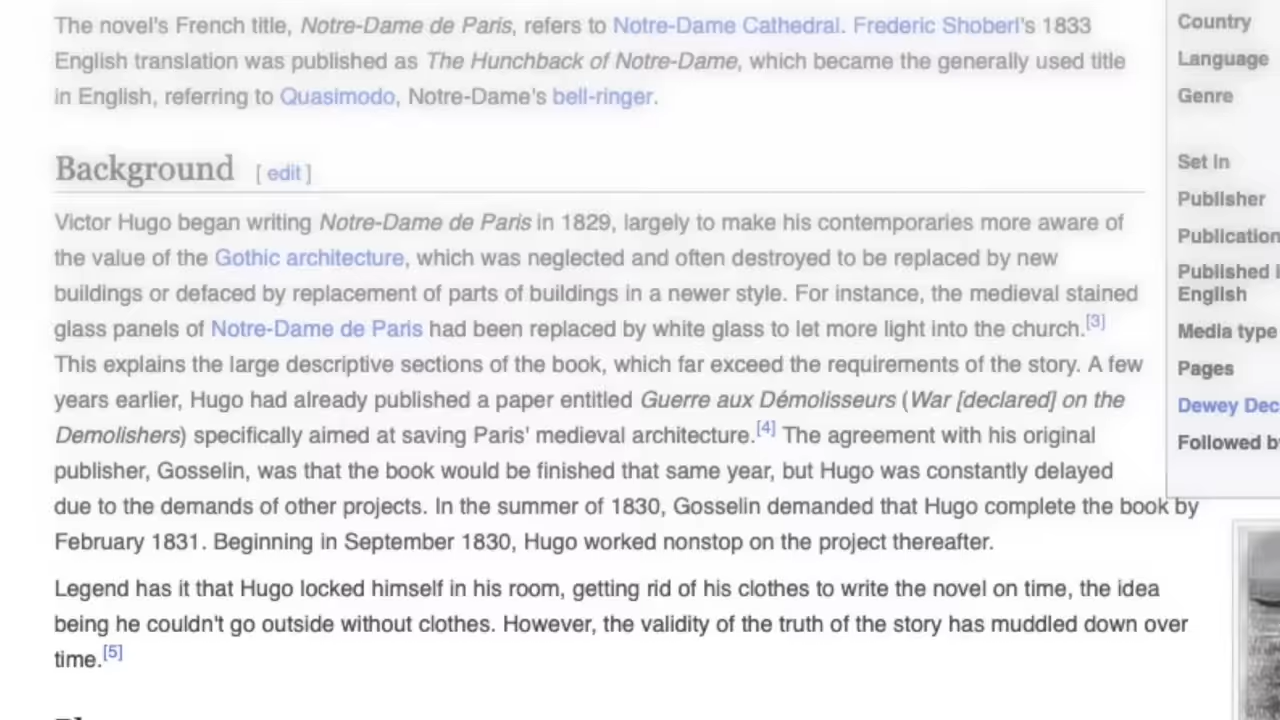 The novel's French title, Notre-Dame de Paris, refers to Notre-Dame Cathedral. Frederic Shoberl's 1833
English translation was published as The Hunchback of Notre-Dame, which became the generally used title
in English, referring to Quasimodo, Notre-Dame's bell-ringer.
Background [ edit ]
Victor Hugo began writing Notre-Dame de Paris in 1829, largely to make his contemporaries more aware of
the value of the Gothic architecture, which was neglected and often destroyed to be replaced by new
buildings or defaced by replacement of parts of buildings in a newer style. For instance, the medieval stained
glass panels of Notre-Dame de Paris had been replaced by white glass to let more light into the church.[3]
This explains the large descriptive sections of the book, which far exceed the requirements of the story. A few
years earlier, Hugo had already published a paper entitled Guerre aux Démolisseurs (War [declared] on the
Demolishers) specifically aimed at saving Paris' medieval architecture.[4] The agreement with his original
publisher, Gosselin, was that the book would be finished that same year, but Hugo was constantly delayed
due to the demands of other projects. In the summer of 1830, Gosselin demanded that Hugo complete the book by
February 1831. Beginning in September 1830, Hugo worked nonstop on the project thereafter.
Legend has it that Hugo locked himself in his room, getting rid of his clothes to write the novel on time, the idea
being he couldn't go outside without clothes. However, the validity of the truth of the story has muddled down over
time.[5]
Country
Language
Genre
Set in
Publisher
Publication
Published
English
Media type
Pages
Dewey Dec
Followed b